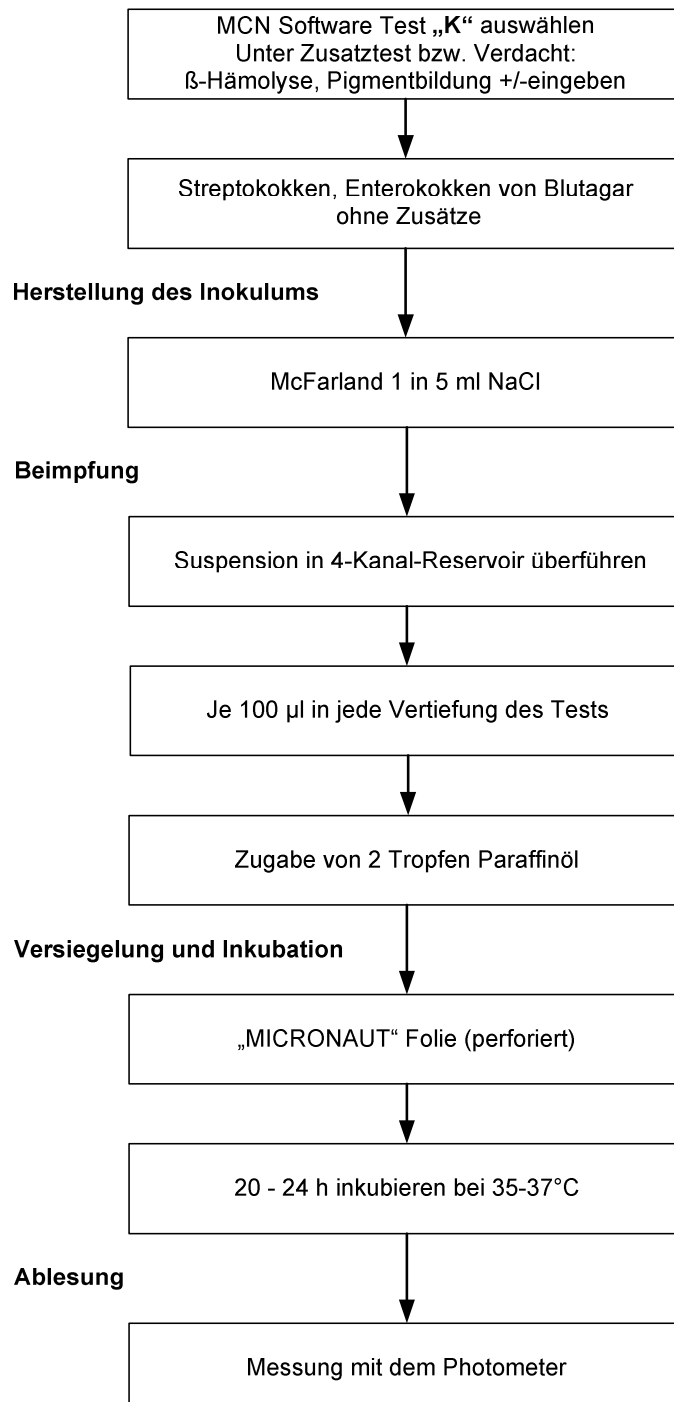 MCN Software Test „K“ auswählen
Unter Zusatztest bzw. Verdacht:
ß-Hämolyse, Pigmentbildung +/-eingeben
Streptokokken, Enterokokken von Blutagar
ohne Zusätze
Herstellung des Inokulums
McFarland 1 in 5 ml NaCl
Beimpfung
Suspension in 4-Kanal-Reservoir überführen
Je 100 µl in jede Vertiefung des Tests
Zugabe von 2 Tropfen Paraffinöl
Versiegelung und Inkubation
„MICRONAUT“ Folie (perforiert)
20 - 24 h inkubieren bei 35-37°C
Ablesung
Messung mit dem Photometer